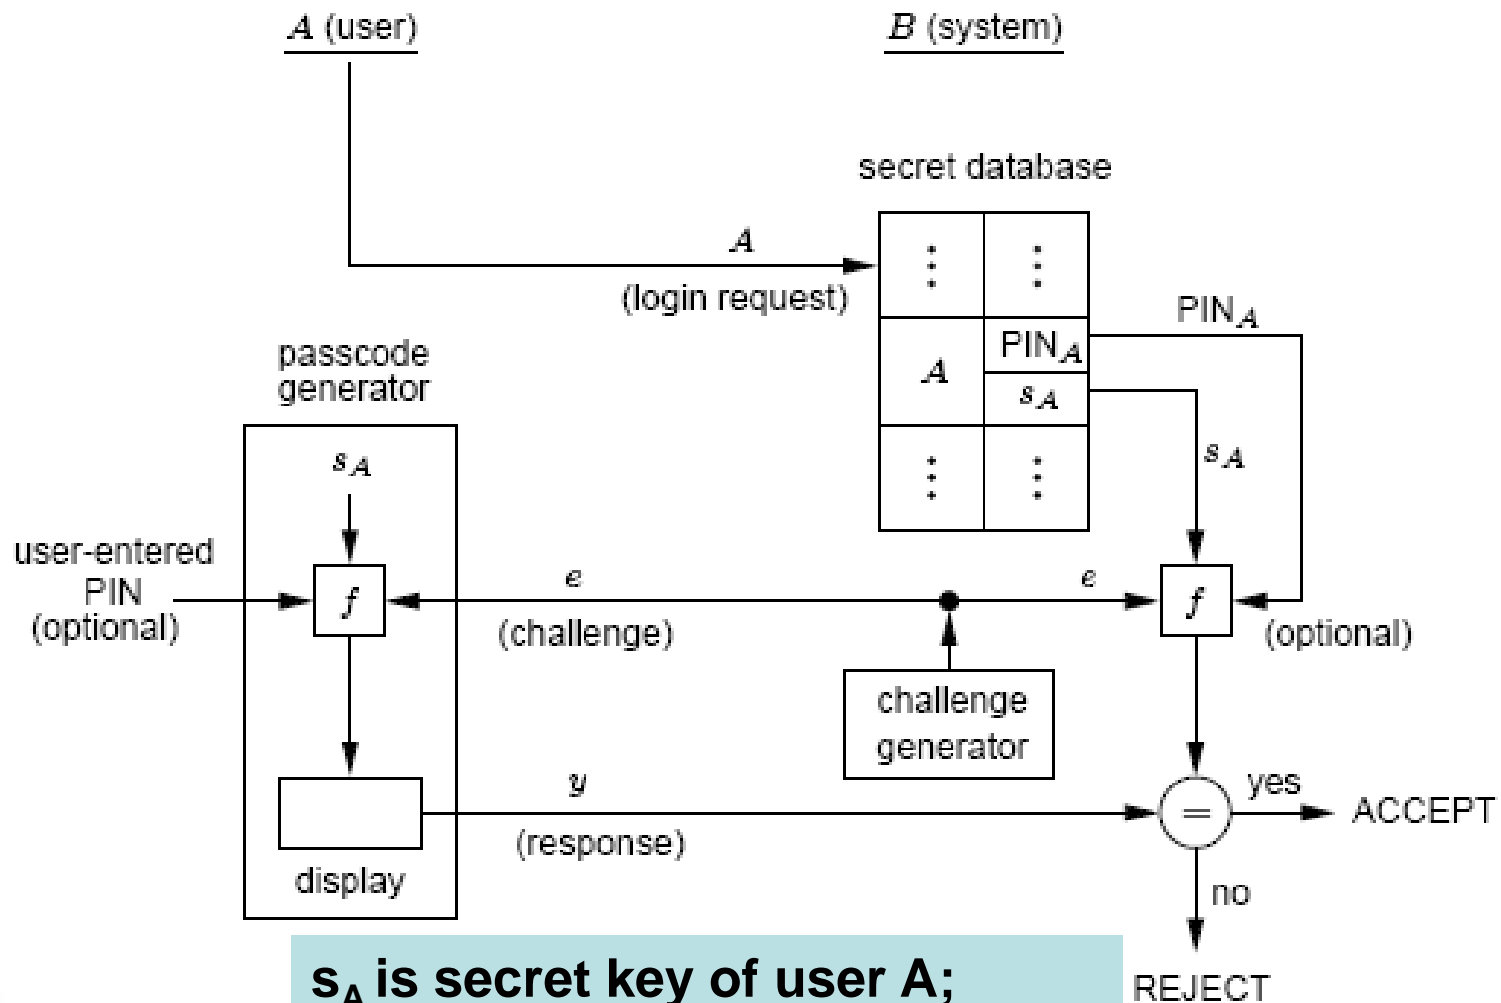 A (user)
B (system)
secret database
A
(login request)
⋮ ⋮
PIN_A
A
PIN_A
s_A
⋮ ⋮
s_A
passcode
generator
s_A
user-entered
PIN
(optional)
f
e
(challenge)
e
f
(optional)
challenge
generator
y
(response)
display
=
yes
ACCEPT
no
REJECT
s_A is secret key of user A;